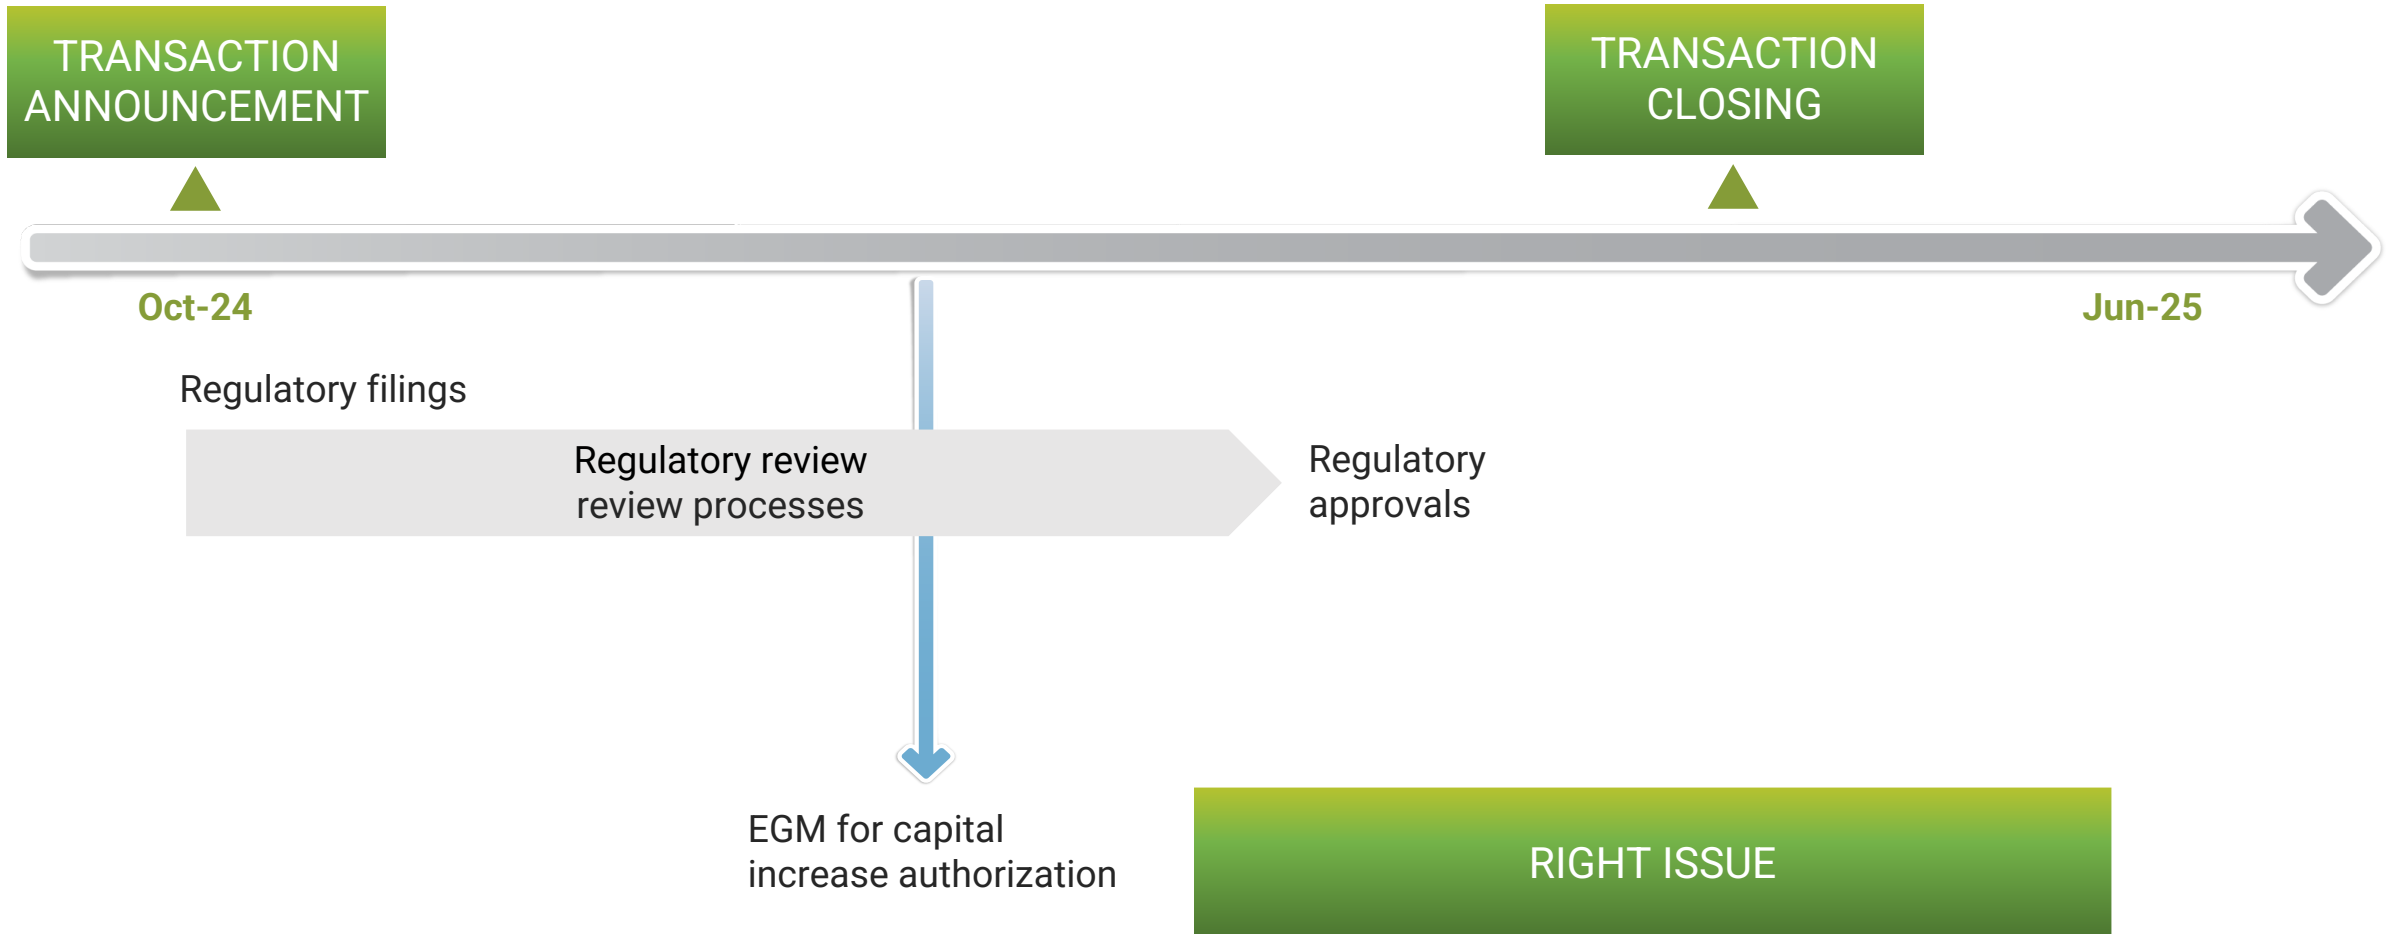 TRANSACTION
ANNOUNCEMENT
TRANSACTION
CLOSING
Oct-24
Jun-25
Regulatory filings
Regulatory review
review processes
Regulatory
approvals
EGM for capital
increase authorization
RIGHT ISSUE